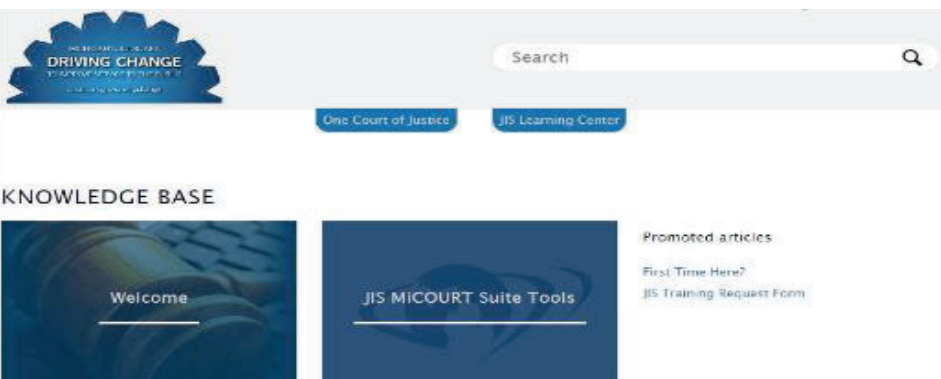 DRIVING CHANGE
Search
One Court of Justice
JIS Learning Center
KNOWLEDGE BASE
Welcome
JIS MiCOURT Suite Tools
Promoted articles
First Time Here?
JIS Training Request Form